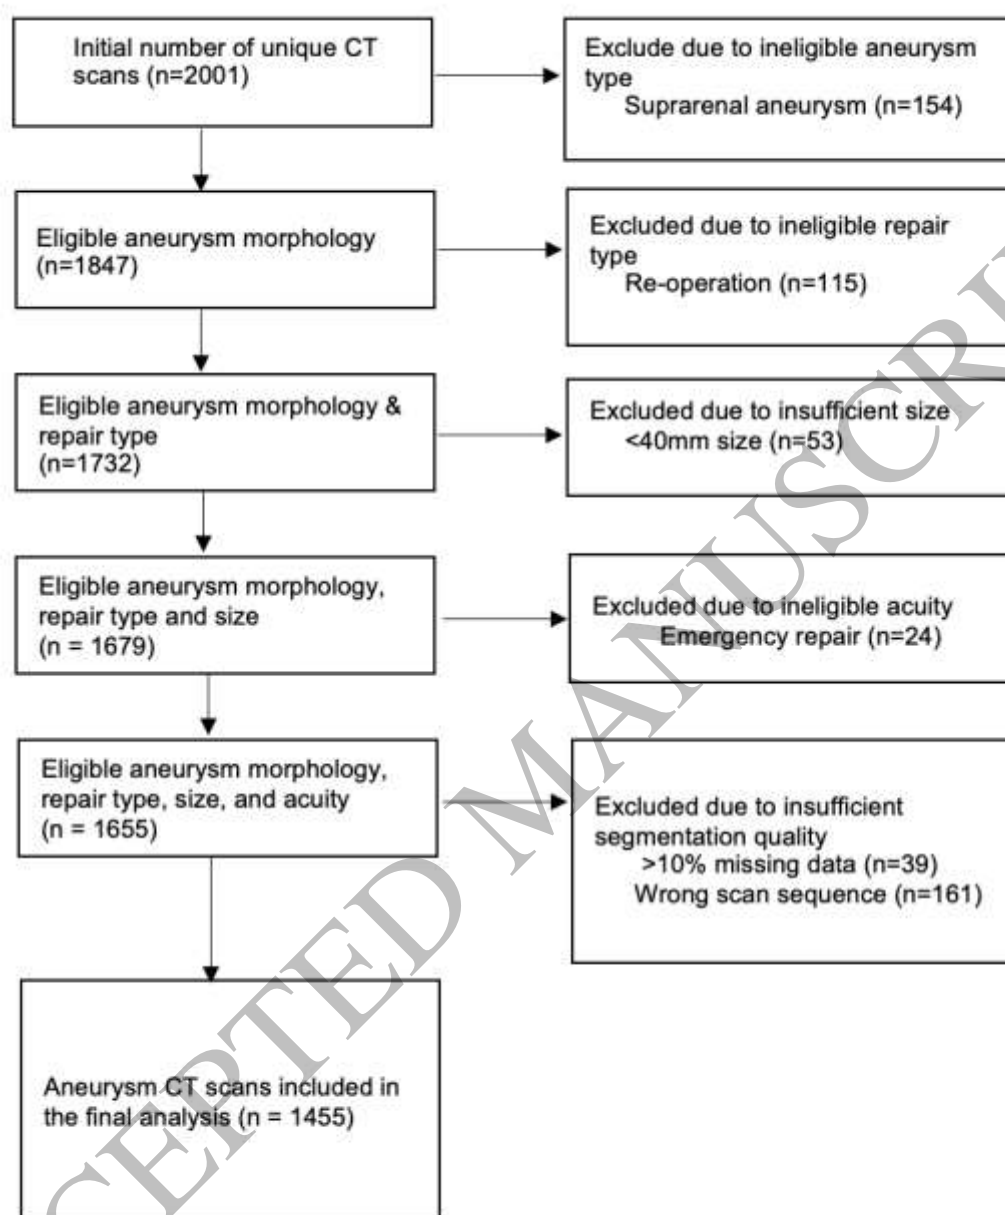 Initial number of unique CT
scans (n=2001)
Exclude due to ineligible aneurysm
type
Suprarenal aneurysm (n=154)
Eligible aneurysm morphology
(n=1847)
Excluded due to ineligible repair
type
Re-operation (n=115)
Eligible aneurysm morphology &
repair type
(n=1732)
Excluded due to insufficient size
<40mm size (n=53)
Eligible aneurysm morphology,
repair type and size
(n = 1679)
Excluded due to ineligible acuity
Emergency repair (n=24)
Eligible aneurysm morphology,
repair type, size, and acuity
(n = 1655)
Excluded due to insufficient
segmentation quality
>10% missing data (n=39)
Wrong scan sequence (n=161)
Aneurysm CT scans included in
the final analysis (n = 1455)
CEPTED MANUSCRI